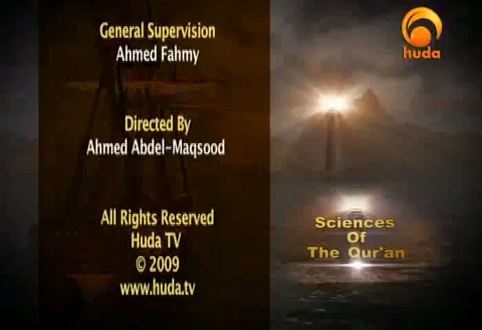 General Supervision
Ahmed Fahmy
Directed By
Ahmed Abdel-Maqsood
All Rights Reserved
Huda TV
© 2009
www.huda.tv
huda
Sciences
Of
The Qur'an